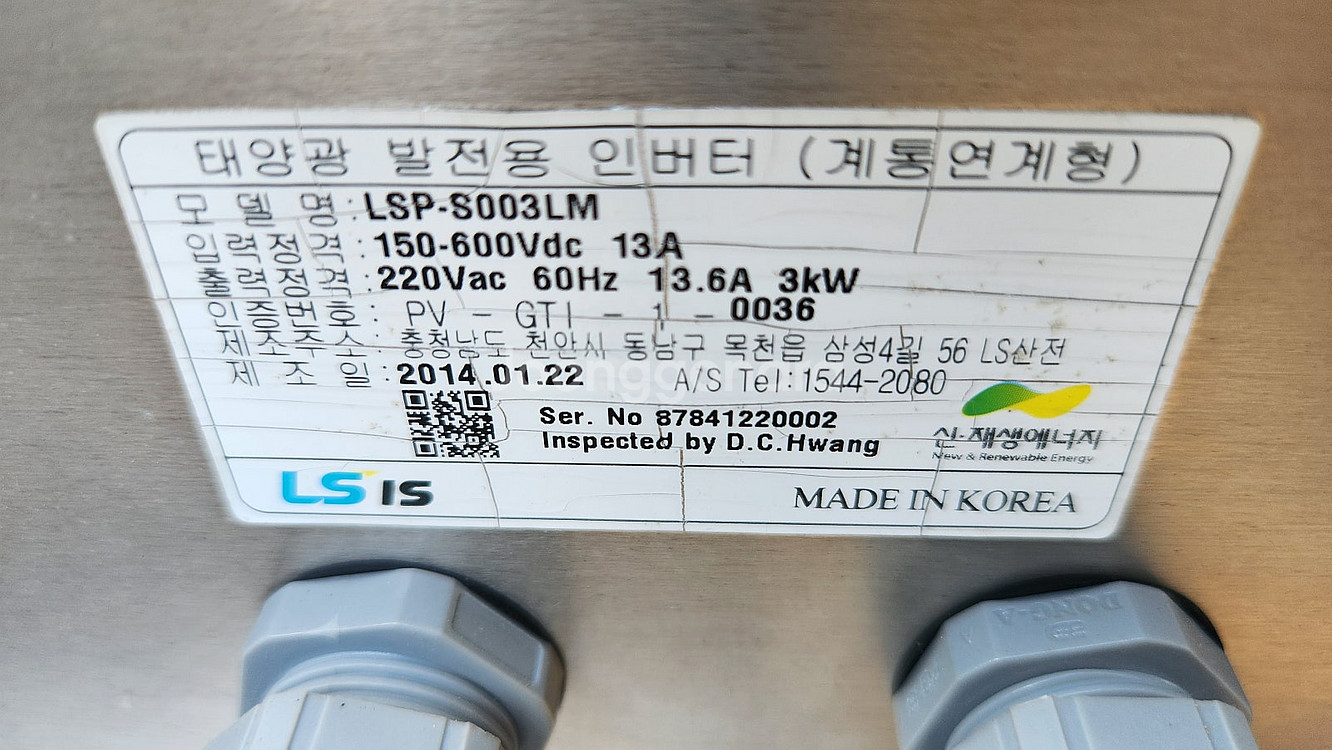 태양광 발전용 인버터 (계통연계형)
모 델 명 : LSP-S003LM
입력정격 : 150-600Vdc 13A
출력정격 : 220Vac 60Hz 13.6A 3kW
인증번호 : PV - GTI - 1 - 0036
제조주소 : 충청남도 천안시 동남구 목천읍 삼성4길 56 LS산전
제 조 일 : 2014.01.22 A/S Tel:1544-2080
Ser. No 87841220002
Inspected by D.C.Hwang
신·재생에너지
New & Renewable Energy
LS IS
MADE IN KOREA
DONG-A